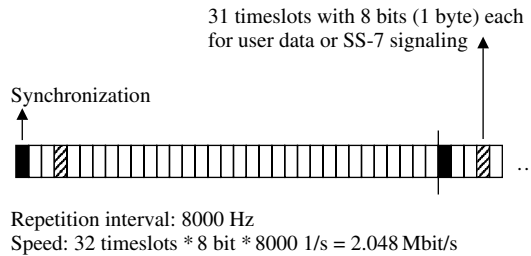 31 timeslots with 8 bits (1 byte) each
for user data or SS-7 signaling
Synchronization
...
Repetition interval: 8000 Hz
Speed: 32 timeslots * 8 bit * 8000 1/s = 2.048 Mbit/s